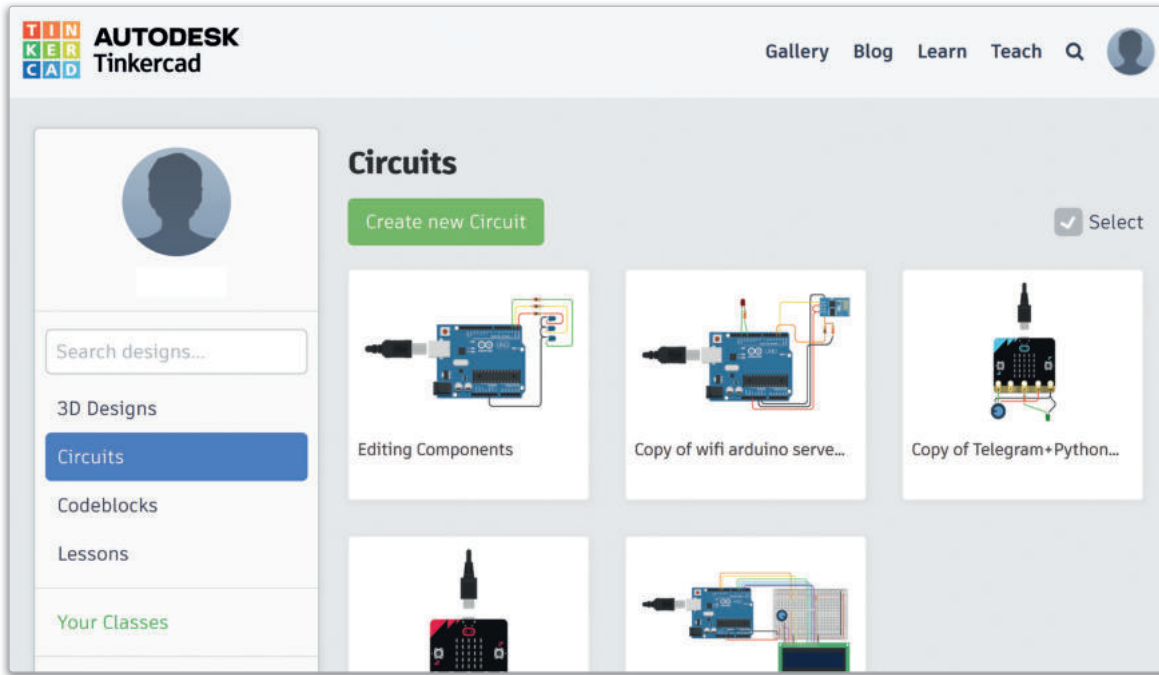 TIN
KER
CAD
AUTODESK
Tinkercad
Gallery Blog Learn Teach
Circuits
Create new Circuit
Select
Search designs...
3D Designs
Circuits
Codeblocks
Lessons
Your Classes
Editing Components
Copy of wifi arduino serve...
Copy of Telegram+Python...